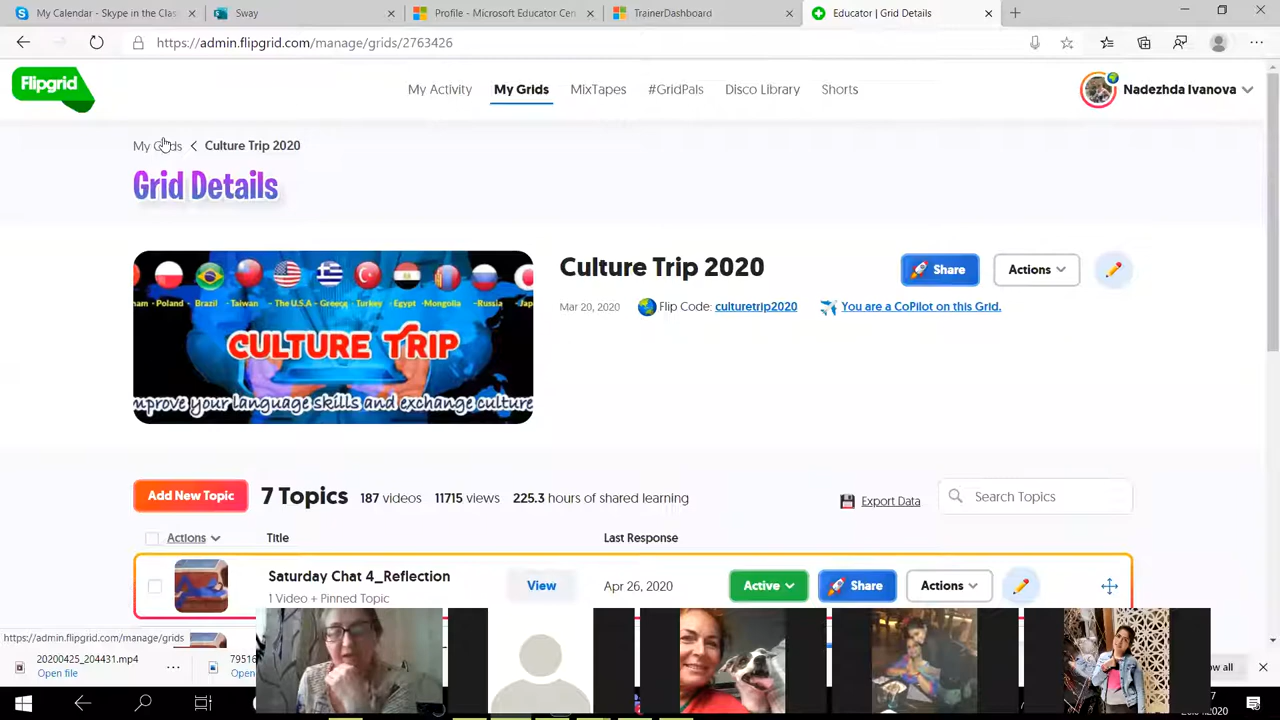 My Calendar - Skype in the Clas
Sway
Profile - Microsoft Educator Cen
TrainerDashboard
Educator | Grid Details
https://admin.flipgrid.com/manage/grids/2763426
Flipgrid
My Activity
My Grids
MixTapes
#GridPals
Disco Library
Shorts
Nadezhda Ivanova
My Grids < Culture Trip 2020
Grid Details
am - Poland - Brazil - Taiwan - The U.S.A - Greece - Turkey - Egypt - Mongolia - Russia - Jap
CULTURE TRIP
mprove your language skills and exchange culture
Culture Trip 2020
Share
Actions
Mar 20, 2020
Flip Code: culturetrip2020
You are a CoPilot on this Grid.
Add New Topic
7 Topics
187 videos
11715 views
225.3 hours of shared learning
Export Data
Search Topics
Actions
Title
Last Response
Saturday Chat 4_Reflection
1 Video + Pinned Topic
View
Apr 26, 2020
Active
Share
Actions
https://admin.flipgrid.com/manage/grids
20200425_204431.mp4
Open file
7951
Open